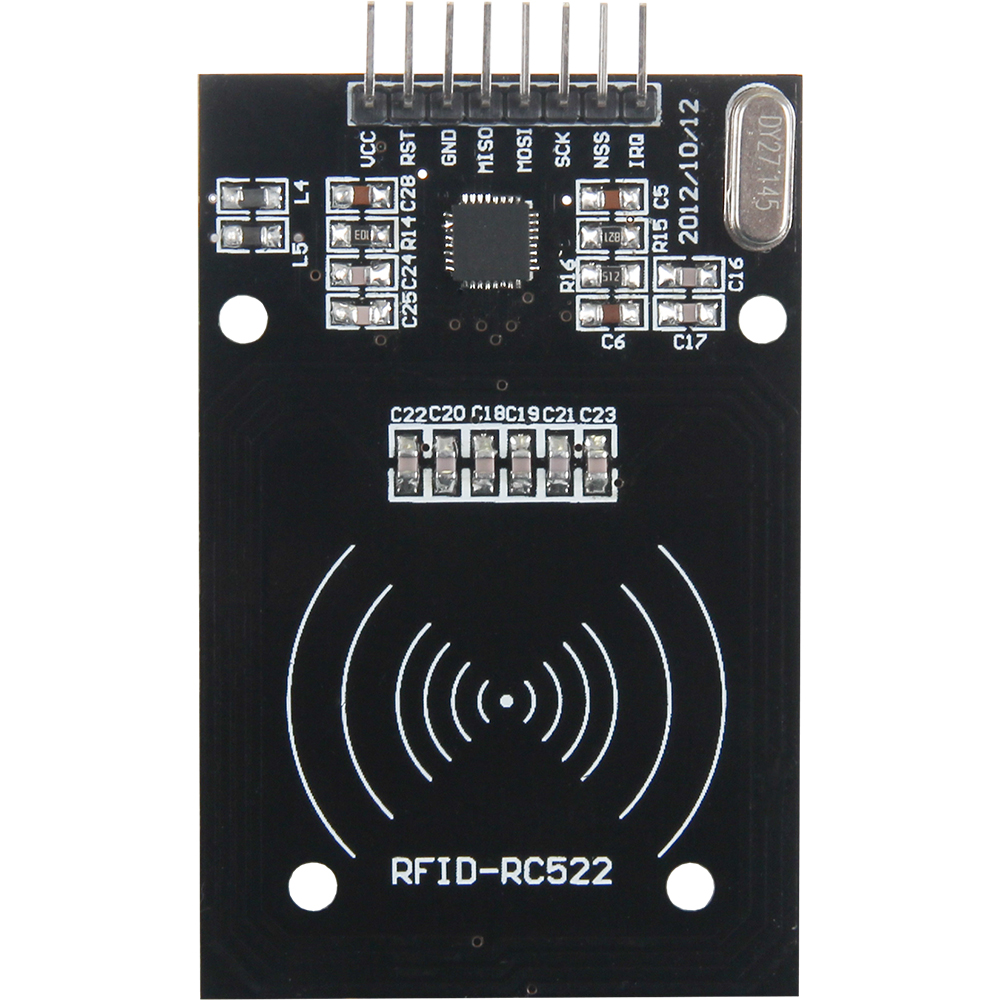 VCC
RST
GND
MISO
MOSI
SCK
NSS
IRQ
2012/10/12
DY27.145
L4
L5
C28
R14
C24
C25
C5
R15
R16
C6
C16
C17
C22
C20
C18
C19
C21
C23
RFID-RC522